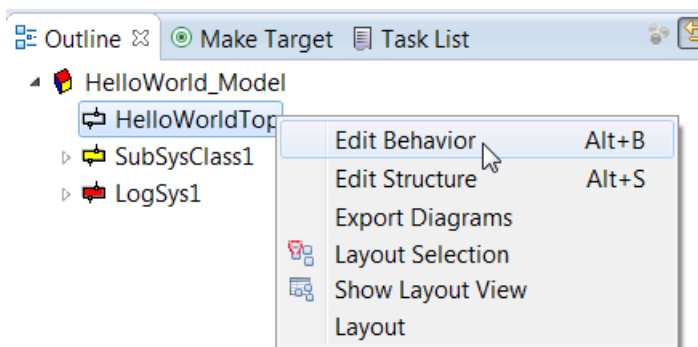 Outline Make Target Task List
HelloWorld_Model
HelloWorldTop
SubSysClass1
LogSys1
Edit Behavior Alt+B
Edit Structure Alt+S
Export Diagrams
Layout Selection
Show Layout View
Layout